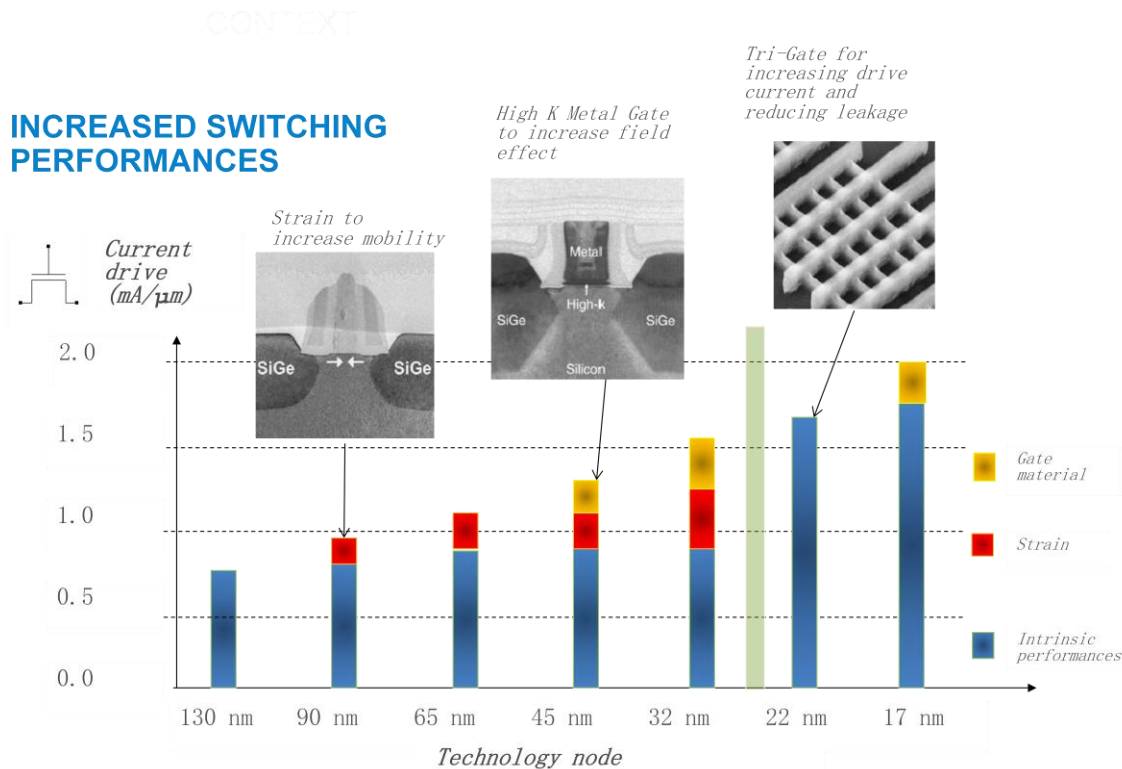 CONTEXT
INCREASED SWITCHING
PERFORMANCES
Tri-Gate for
increasing drive
current and
reducing leakage
High K Metal Gate
to increase field
effect
Strain to
increase mobility
Current
drive
(mA/μm)
Metal
High-k
SiGe
SiGe
Silicon
SiGe
SiGe
2.0
1.5
1.0
0.5
0.0
Gate
material
Strain
Intrinsic
performances
130 nm
90 nm
65 nm
45 nm
32 nm
22 nm
17 nm
Technology node